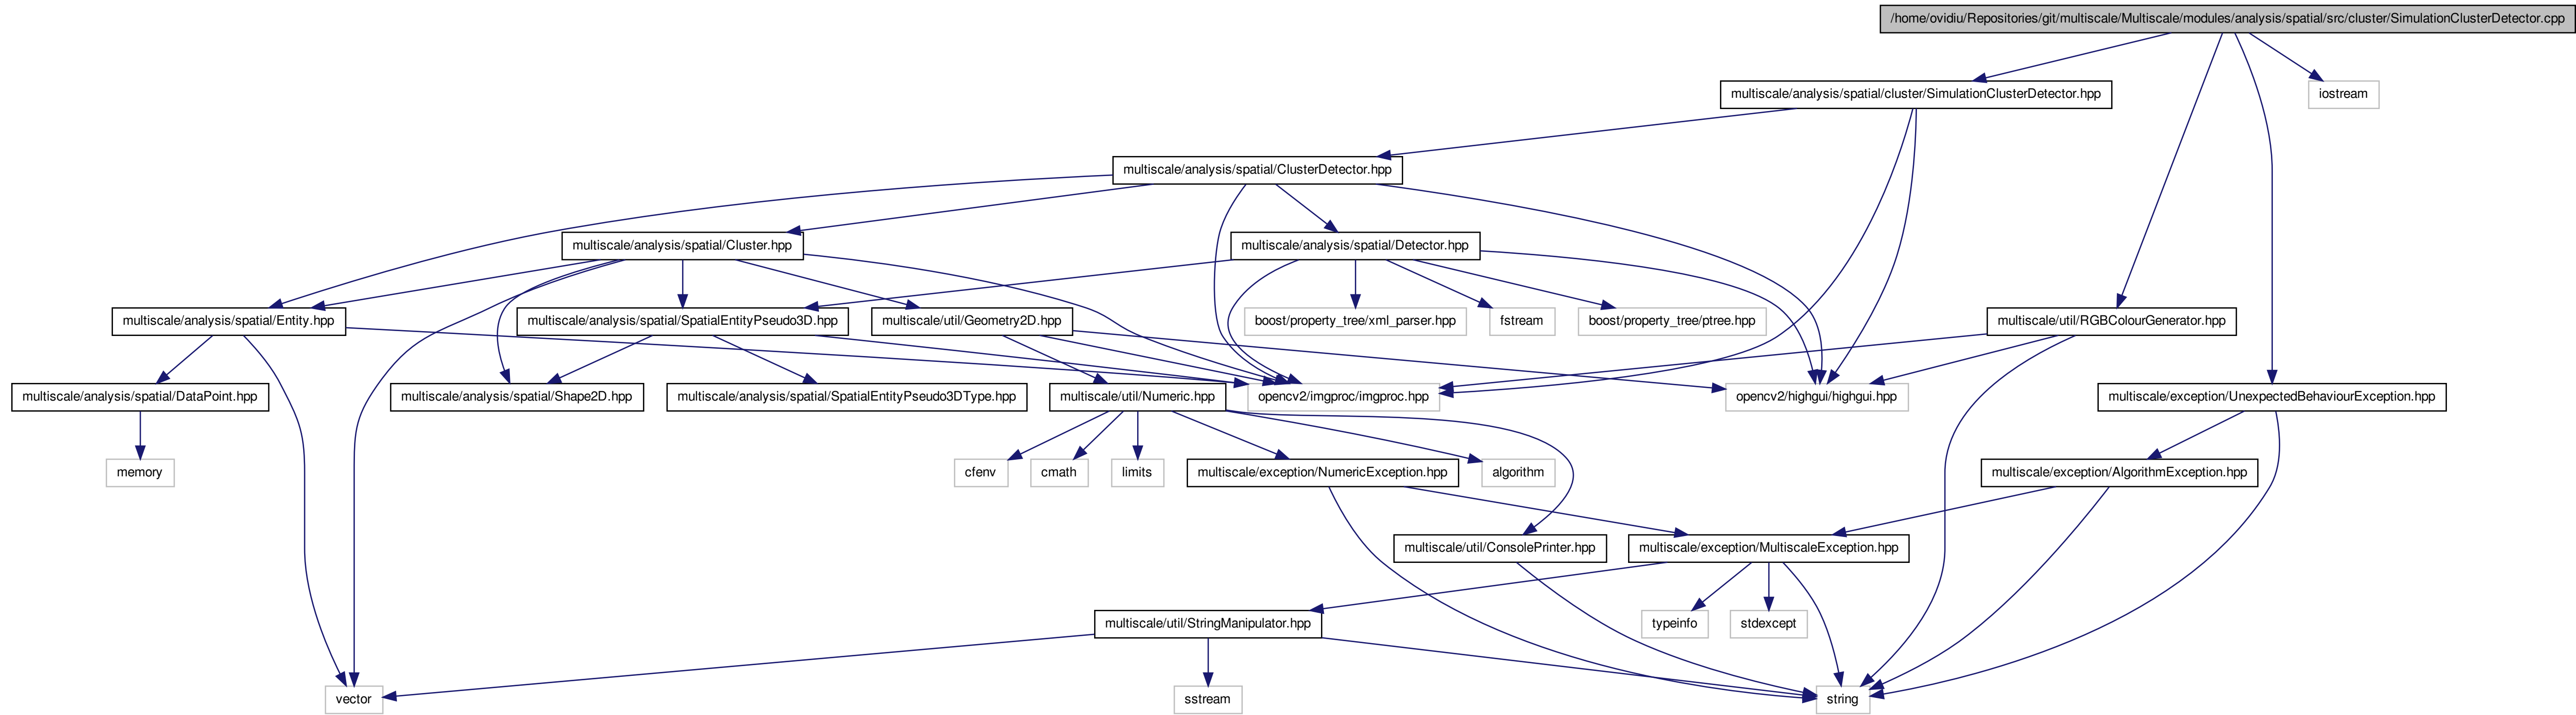 /home/ovidiu/Repositories/git/multiscale/Multiscale/modules/analysis/spatial/src/cluster/SimulationClusterDetector.cpp
multiscale/analysis/spatial/cluster/SimulationClusterDetector.hpp
iostream
multiscale/analysis/spatial/ClusterDetector.hpp
multiscale/analysis/spatial/Cluster.hpp
multiscale/analysis/spatial/Detector.hpp
multiscale/analysis/spatial/Entity.hpp
multiscale/analysis/spatial/SpatialEntityPseudo3D.hpp
multiscale/util/Geometry2D.hpp
boost/property_tree/xml_parser.hpp
fstream
boost/property_tree/ptree.hpp
multiscale/util/RGBColourGenerator.hpp
multiscale/analysis/spatial/DataPoint.hpp
multiscale/analysis/spatial/Shape2D.hpp
multiscale/analysis/spatial/SpatialEntityPseudo3DType.hpp
multiscale/util/Numeric.hpp
opencv2/imgproc/imgproc.hpp
opencv2/highgui/highgui.hpp
multiscale/exception/UnexpectedBehaviourException.hpp
memory
cfenv
cmath
limits
multiscale/exception/NumericException.hpp
algorithm
multiscale/exception/AlgorithmException.hpp
multiscale/util/ConsolePrinter.hpp
multiscale/exception/MultiscaleException.hpp
multiscale/util/StringManipulator.hpp
typeinfo
stdexcept
vector
sstream
string